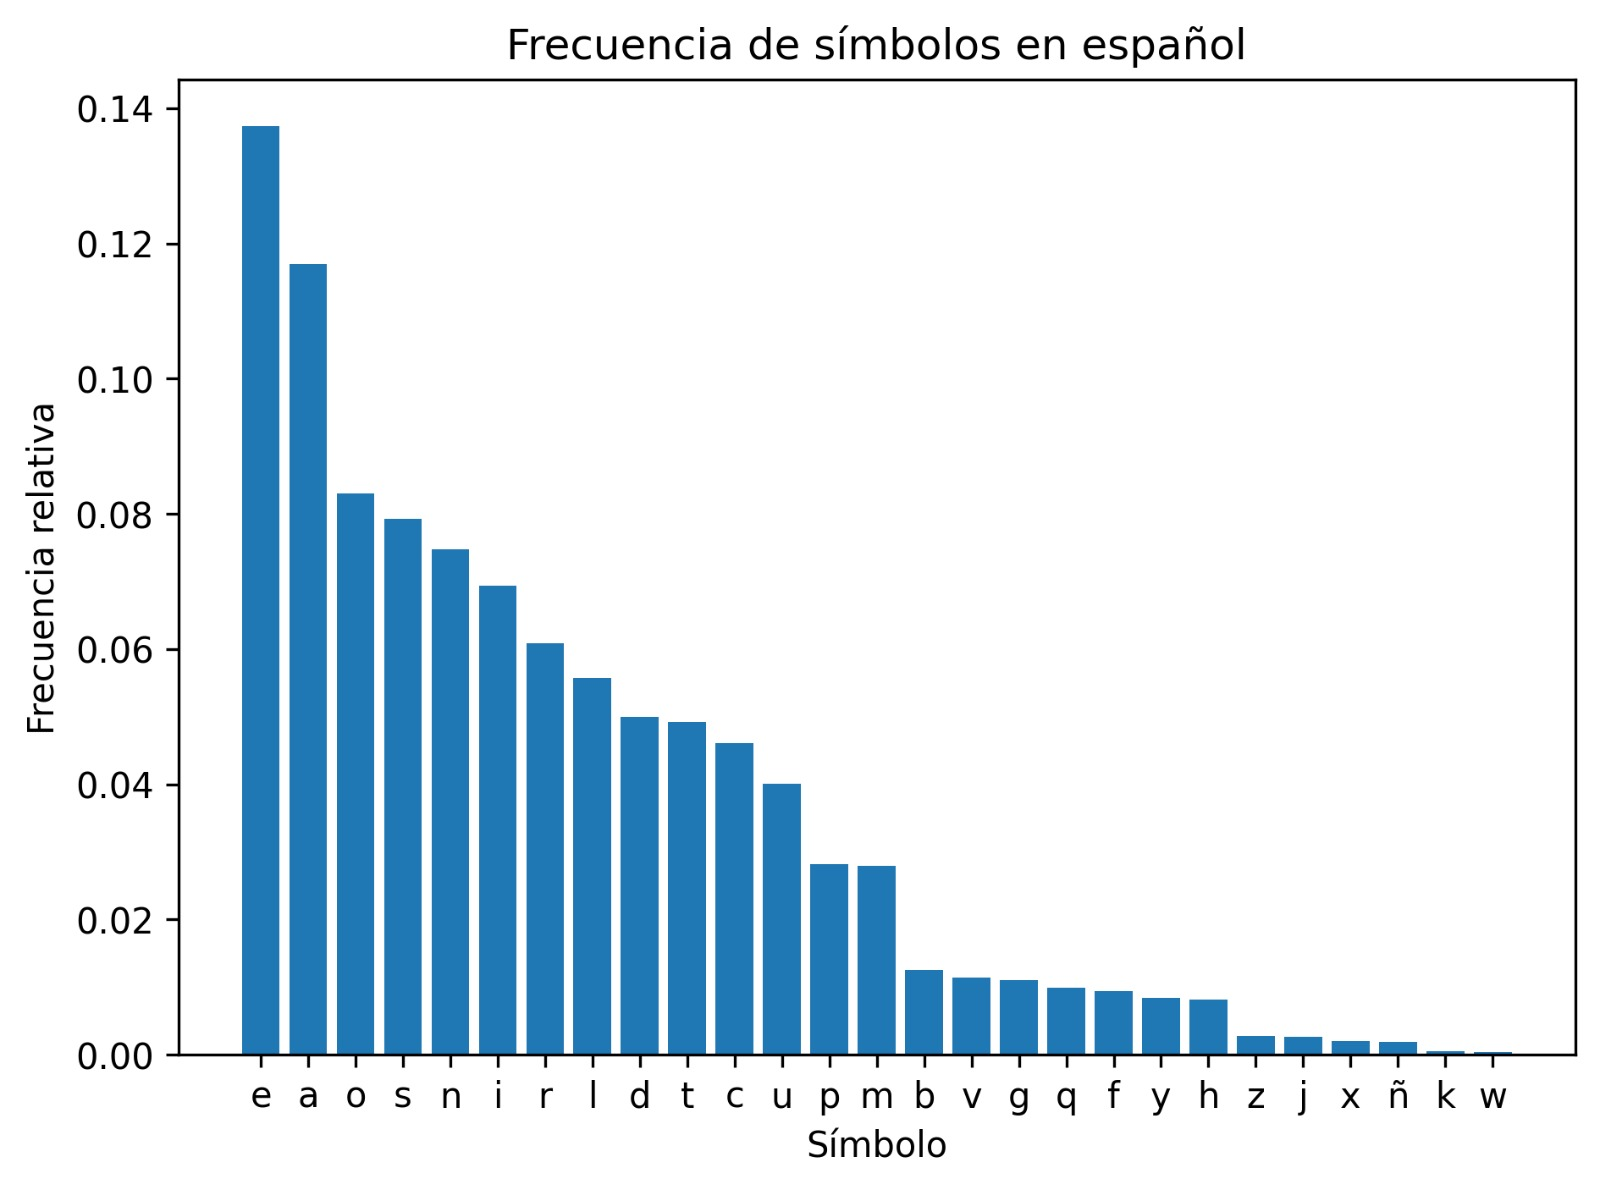 Frecuencia de símbolos en español
Frecuencia relativa
0.14
0.12
0.10
0.08
0.06
0.04
0.02
0.00
e a o s n i r l d t c u p m b v g q f y h z j x ñ k w
Símbolo